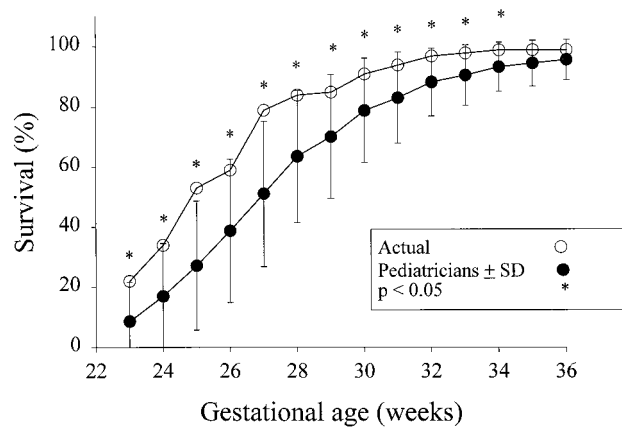 * * * * * * * * * * * *
100
80
60
40
20
0
Survival (%)
22 24 26 28 30 32 34 36
Gestational age (weeks)
Actual
Pediatricians ± SD
p < 0.05 *